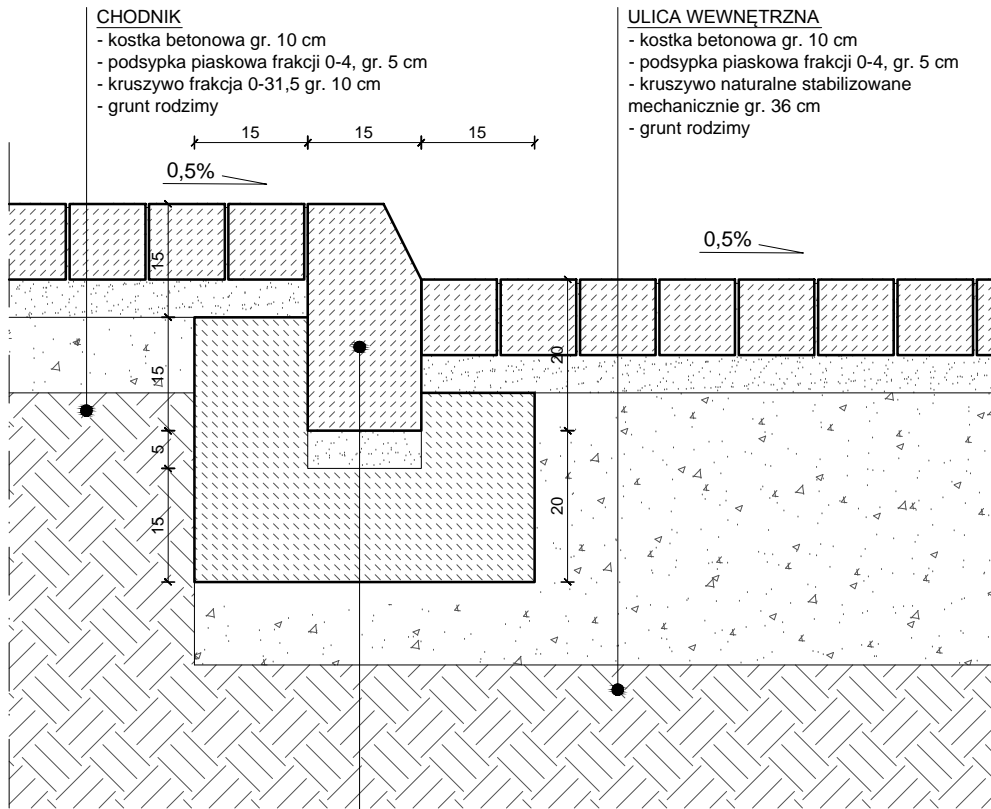 CHODNIK
- kostka betonowa gr. 10 cm
- podsypka piaskowa frakcji 0-4, gr. 5 cm
- kruszywo frakcja 0-31,5 gr. 10 cm
- grunt rodzimy
ULICA WEWNĘTRZNA
- kostka betonowa gr. 10 cm
- podsypka piaskowa frakcji 0-4, gr. 5 cm
- kruszywo naturalne stabilizowane
mechanicznie gr. 36 cm
- grunt rodzimy
15
15
15
0,5%
0,5%
15
15
5
15
20
20